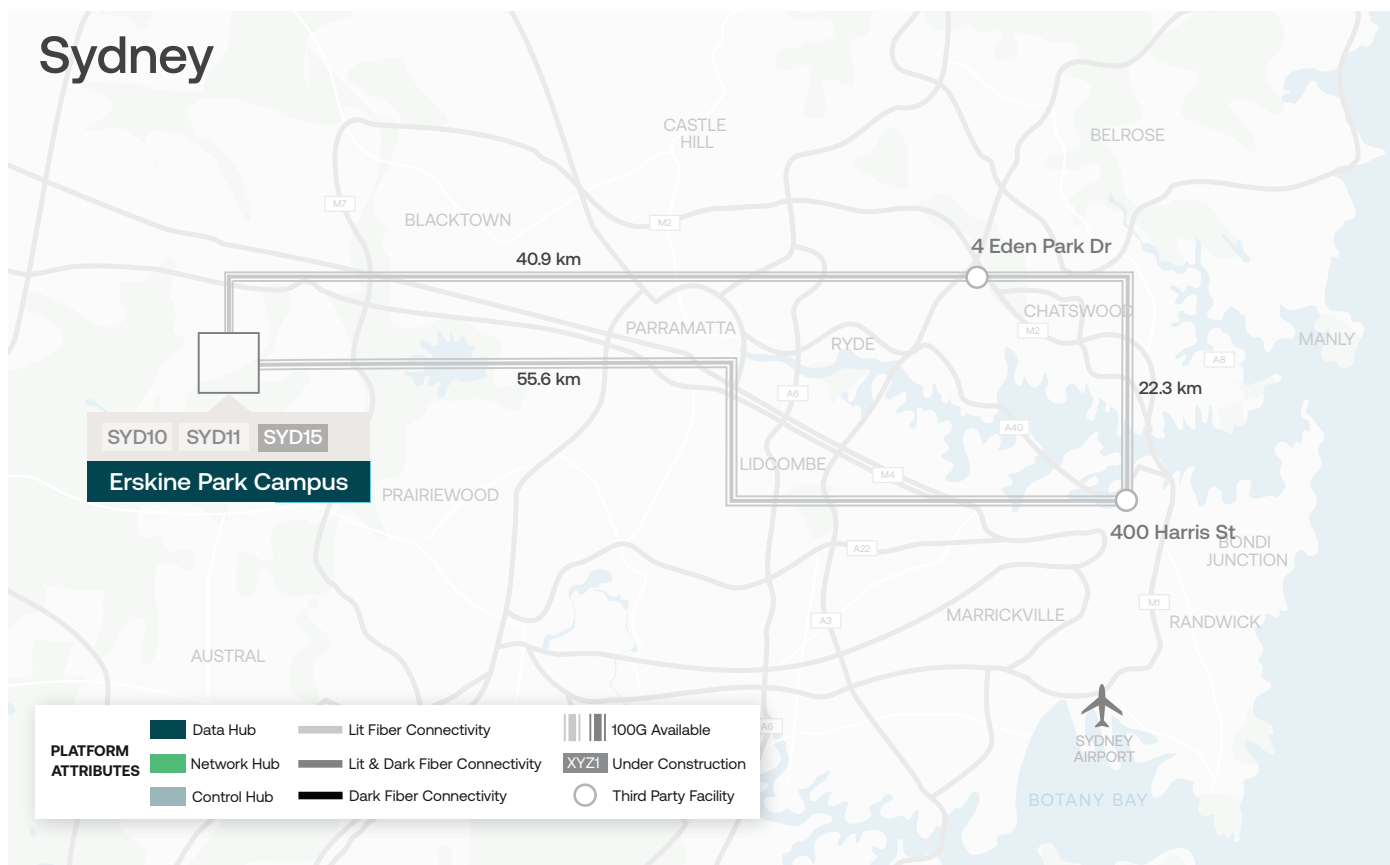 Sydney
CASTLE
HILL
BELROSE
M7
BLACKTOWN
M2
4 Eden Park Dr
40.9 km
CHATSWOOD
PARRAMATTA
M2
RYDE
MANLY
A8
55.6 km
22.3 km
A6
A40
SYD10 SYD11 SYD15
LIDCOMBE
M4
Erskine Park Campus
PRAIRIEWOOD
400 Harris St
BONDI
JUNCTION
A22
M1
MARRICKVILLE
A3
RANDWICK
AUSTRAL
A6
SYDNEY
AIRPORT
BOTANY BAY
PLATFORM
ATTRIBUTES
Data Hub
Network Hub
Control Hub
Lit Fiber Connectivity
Lit & Dark Fiber Connectivity
Dark Fiber Connectivity
100G Available
XYZ1 Under Construction
Third Party Facility